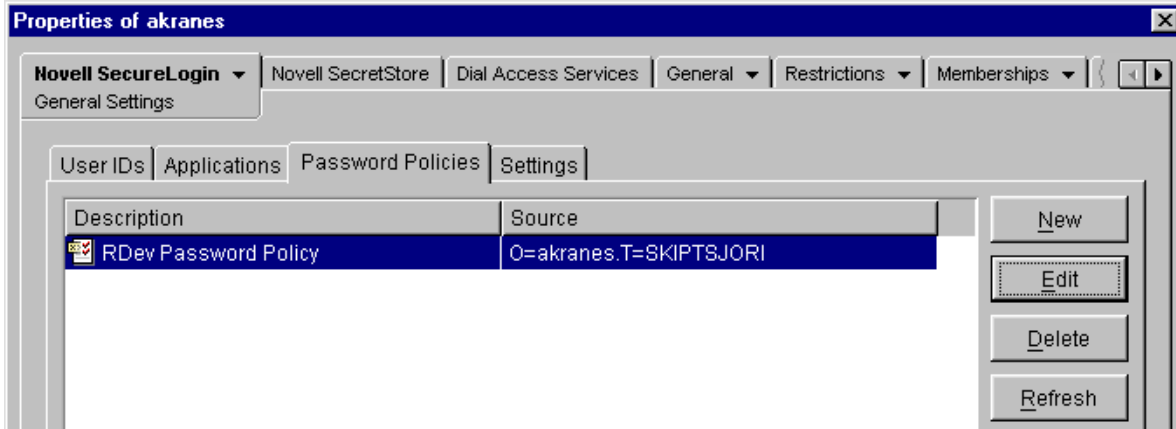 Properties of akranes
Novell SecureLogin Novell SecretStore Dial Access Services General Restrictions Memberships
General Settings
User IDs Applications Password Policies Settings
Description Source
RDev Password Policy O=akranes.T=SKIPTSJORI
New
Edit
Delete
Refresh